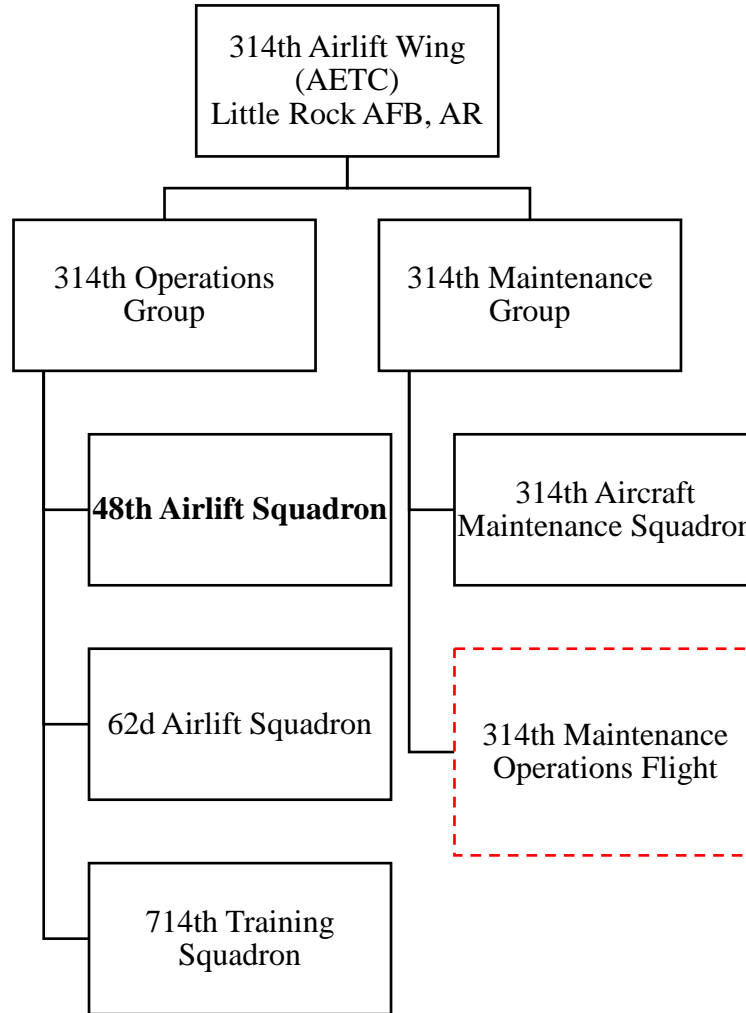 314th Airlift Wing
(AETC)
Little Rock AFB, AR
314th Operations
Group
314th Maintenance
Group
48th Airlift Squadron
314th Aircraft
Maintenance Squadron
62d Airlift Squadron
314th Maintenance
Operations Flight
714th Training
Squadron